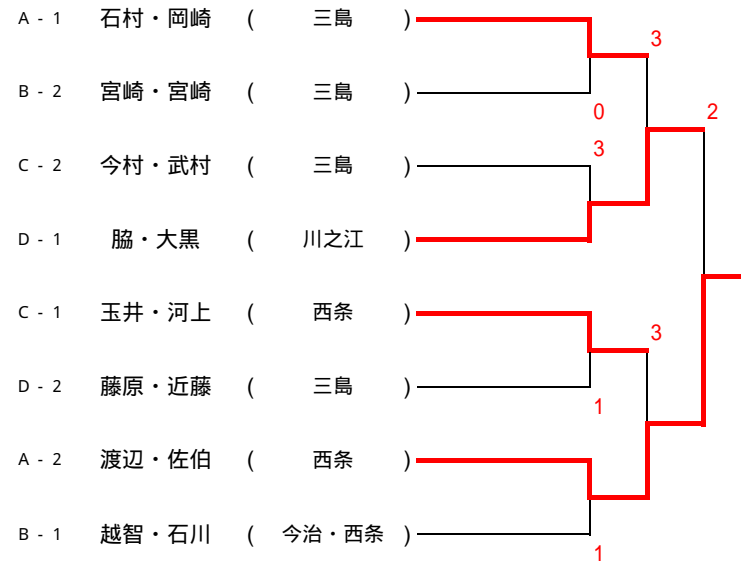 A - 1 石村・岡崎 ( 三島 )
3
B - 2 宮崎・宮崎 ( 三島 )
0 2
3
C - 2 今村・武村 ( 三島 )
D - 1 脇・大黒 ( 川之江 )
C - 1 玉井・河上 ( 西条 )
3
D - 2 藤原・近藤 ( 三島 )
1
A - 2 渡辺・佐伯 ( 西条 )
B - 1 越智・石川 ( 今治・西条 )
1